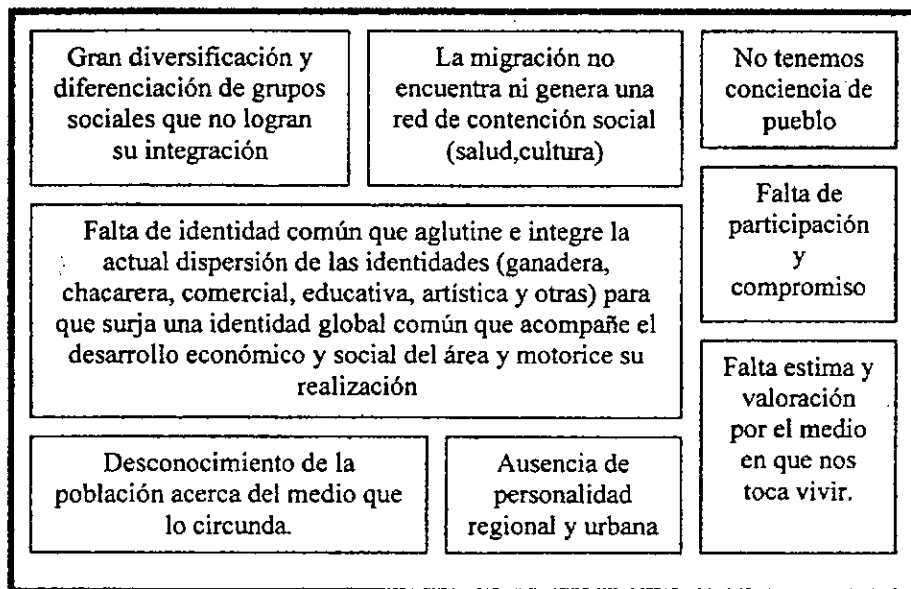 Gran diversificación y
diferenciación de grupos
sociales que no logran
su integración
La migración no
encuentra ni genera una
red de contención social
(salud,cultura)
No tenemos
conciencia de
pueblo
Falta de identidad común que aglutine e integre la
actual dispersión de las identidades (ganadera,
chacarera, comercial, educativa, artística y otras) para
que surja una identidad global común que acompañe el
desarrollo económico y social del área y motorice su
realización
Falta de
participación
y
compromiso
Falta estima y
valoración
por el medio
en que nos
toca vivir.
Desconocimiento de la
población acerca del medio que
lo circunda.
Ausencia de
personalidad
regional y urbana